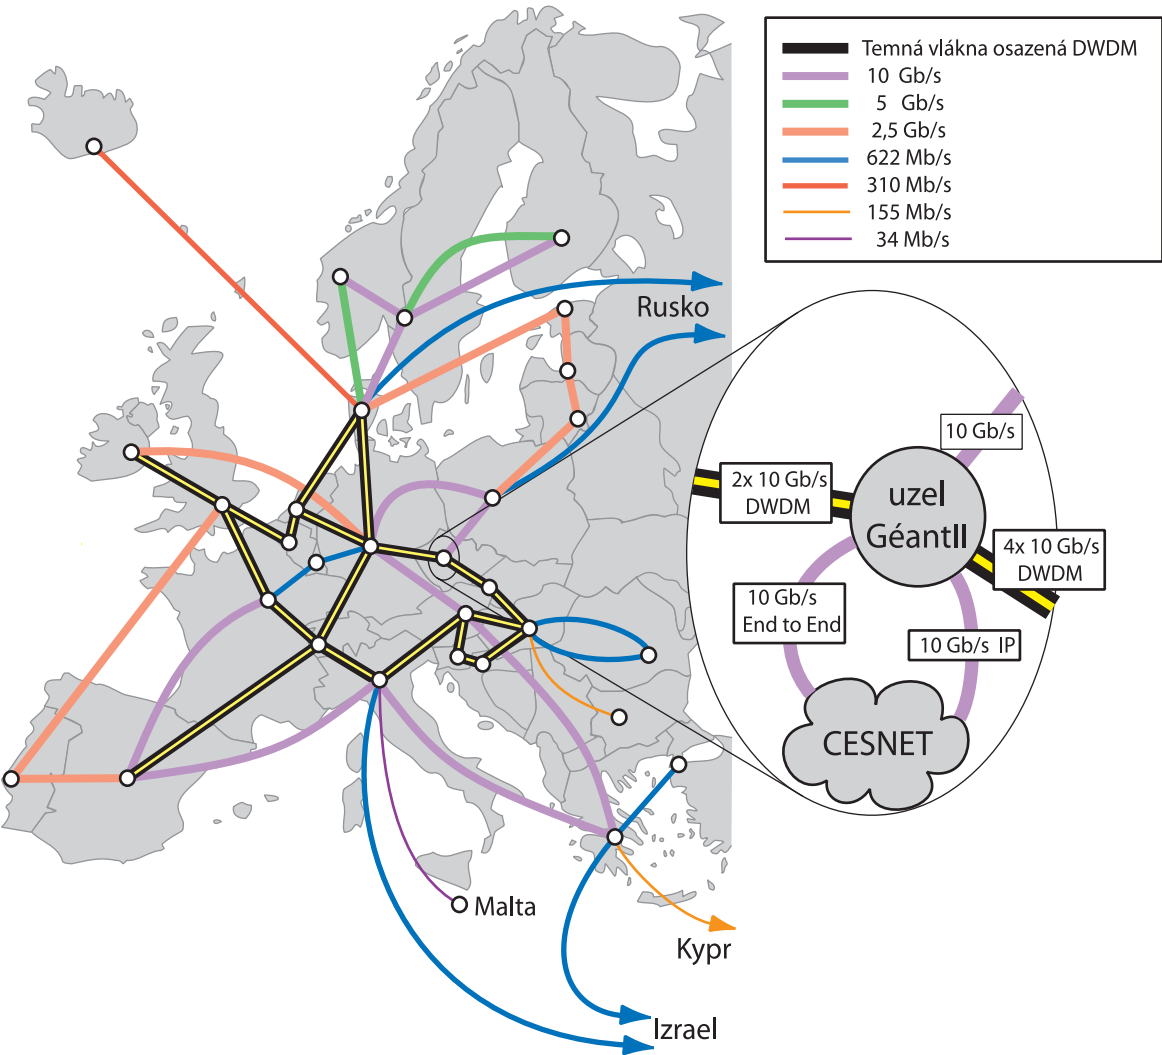 Temná vlákna osazená DWDM
10 Gb/s
5 Gb/s
2,5 Gb/s
622 Mb/s
310 Mb/s
155 Mb/s
34 Mb/s
Rusko
10 Gb/s
2x 10 Gb/s
DWDM
uzel
GéantII
4x 10 Gb/s
DWDM
10 Gb/s
End to End
10 Gb/s IP
CESNET
Malta
Kypr
Izrael